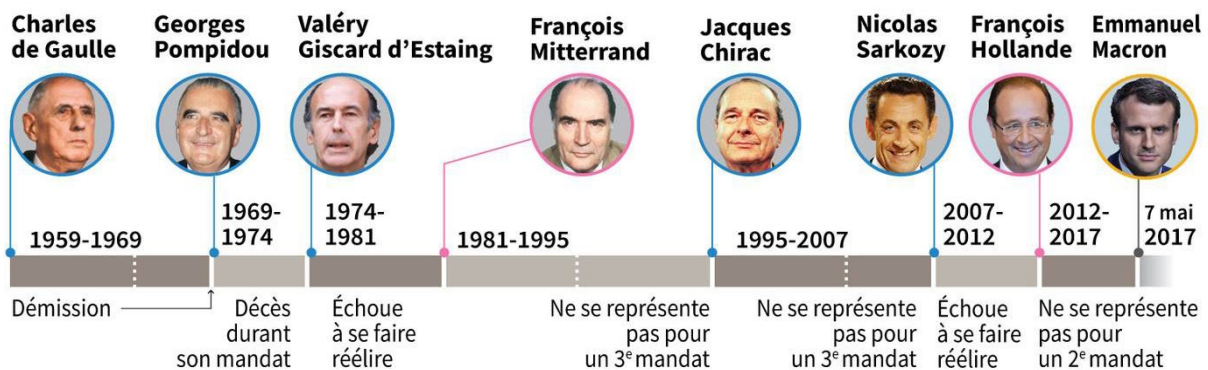 Charles
de Gaulle
Georges
Pompidou
Valéry
Giscard d’Estaing
François
Mitterrand
Jacques
Chirac
Nicolas
Sarkozy
François
Hollande
Emmanuel
Macron
1959-1969
1969-
1974
1974-
1981
1981-1995
1995-2007
2007-
2012
2012-
2017
7 mai
2017
Démission
Décès
durant
son mandat
Échoue
à se faire
réélire
Ne se représente
pas pour
un 3e mandat
Ne se représente
pas pour
un 3e mandat
Échoue
à se faire
réélire
Ne se représente
pas pour
un 2e mandat